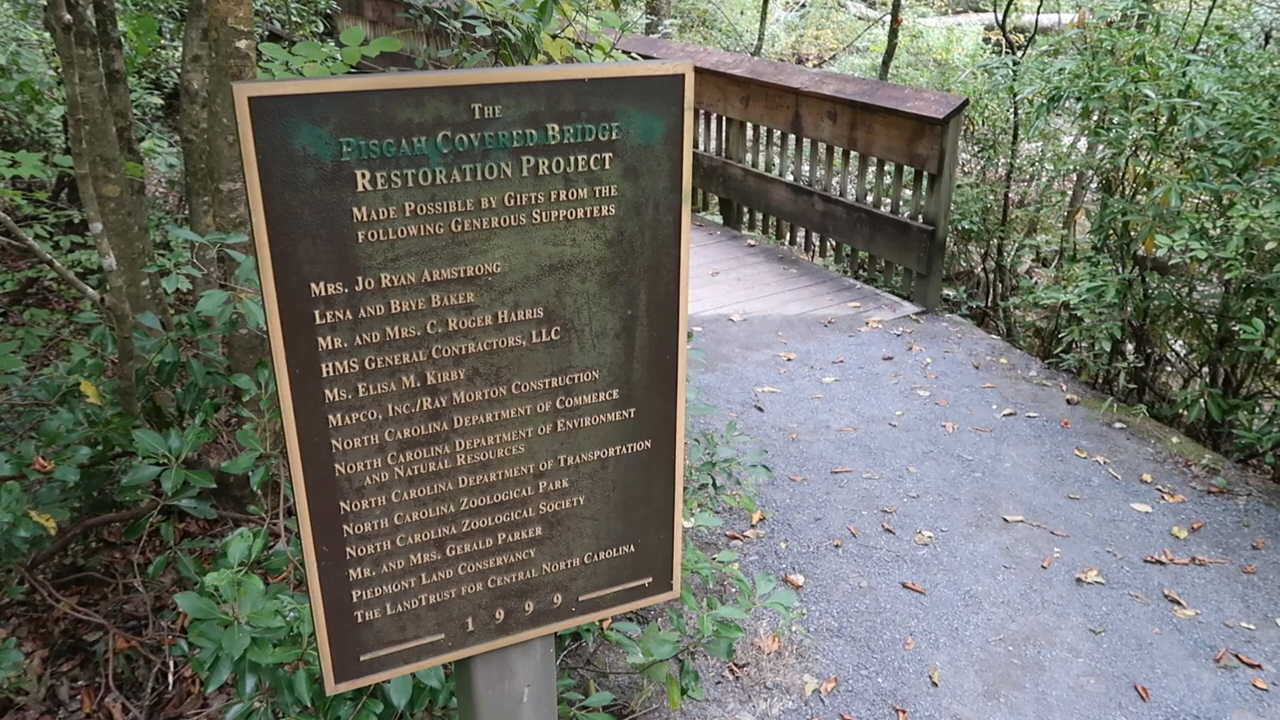 THE
PISGAH COVERED BRIDGE
RESTORATION PROJECT
MADE POSSIBLE BY GIFTS FROM THE
FOLLOWING GENEROUS SUPPORTERS
MRS. JO RYAN ARMSTRONG
LENA AND BRYE BAKER
MR. AND MRS. C. ROGER HARRIS
HMS GENERAL CONTRACTORS, LLC
MS. ELISA M. KIRBY
MAPCO, INC./RAY MORTON CONSTRUCTION
NORTH CAROLINA DEPARTMENT OF COMMERCE
NORTH CAROLINA DEPARTMENT OF ENVIRONMENT
AND NATURAL RESOURCES
NORTH CAROLINA DEPARTMENT OF TRANSPORTATION
NORTH CAROLINA ZOOLOGICAL PARK
NORTH CAROLINA ZOOLOGICAL SOCIETY
MR. AND MRS. GERALD PARKER
PIEDMONT LAND CONSERVANCY
THE LANDTRUST FOR CENTRAL NORTH CAROLINA
1999